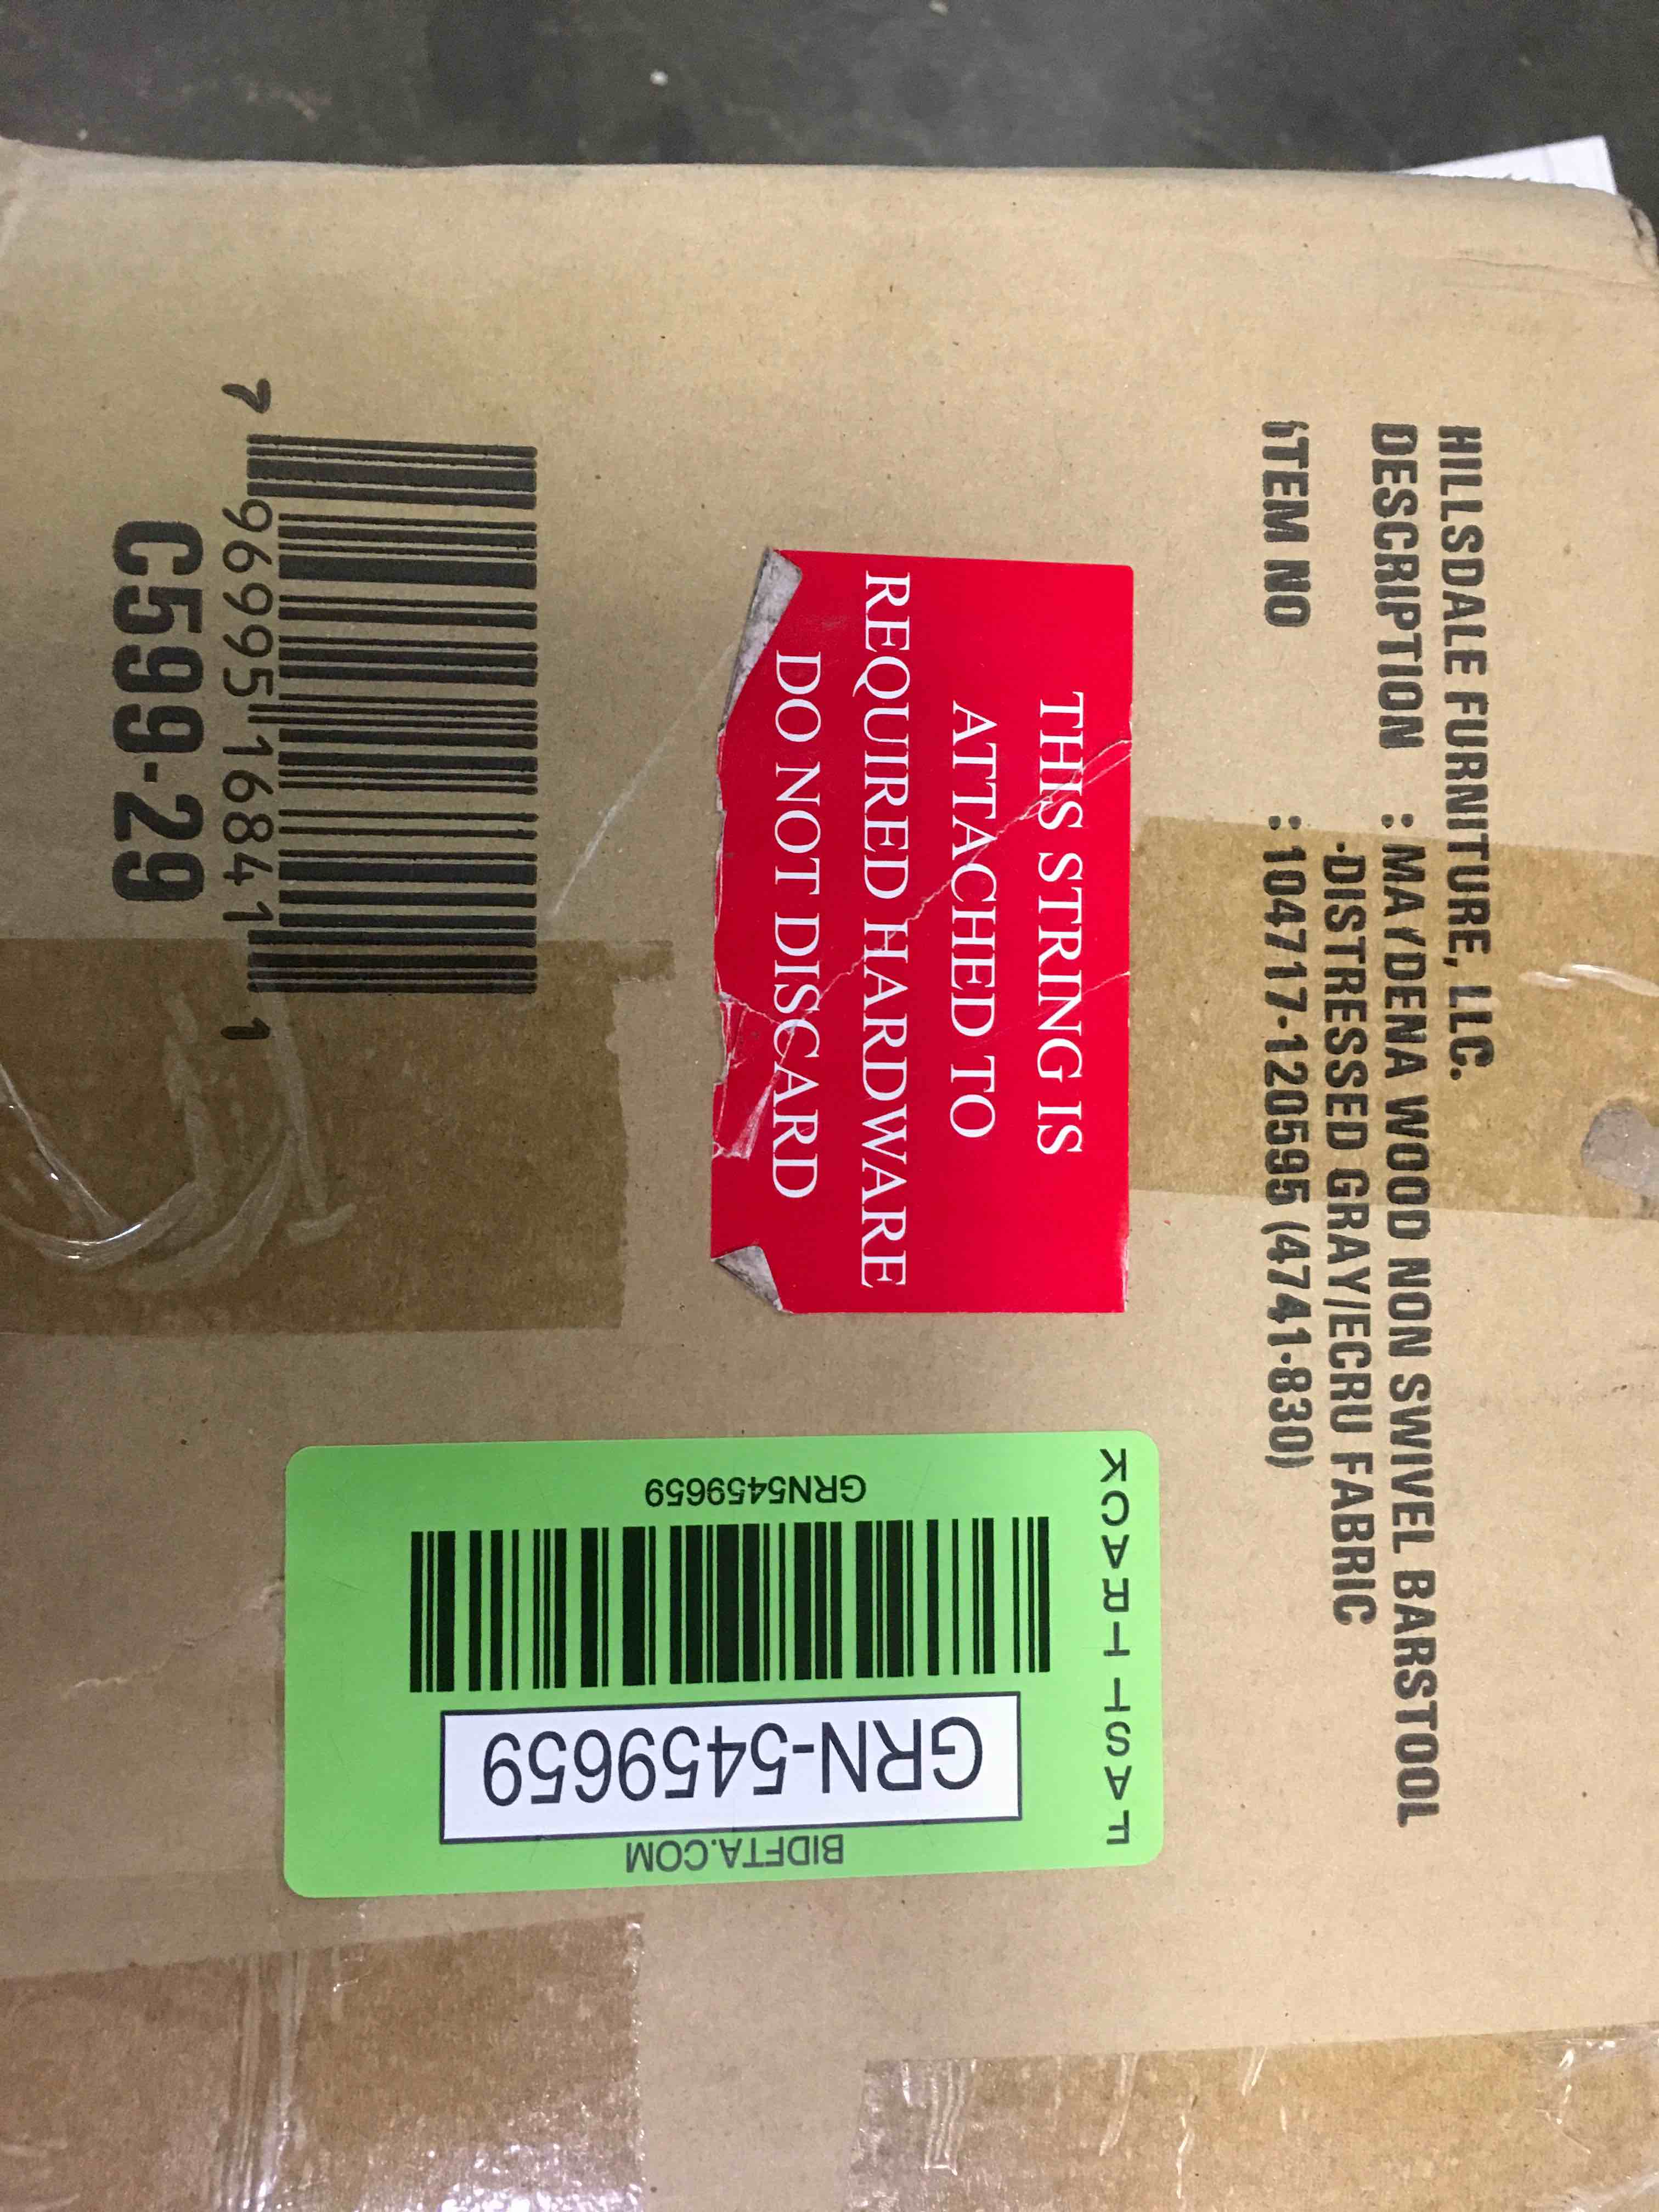 HILLSDALE FURNITURE, LLC.
DESCRIPTION : MAYDENA WOOD NON SWIVEL BARSTOOL
-DISTRESSED GRAY/ECRU FABRIC
ITEM NO : 104717-120595 (4741-830)
THIS STRING IS
ATTACHED TO
REQUIRED HARDWARE
DO NOT DISCARD
7 96995 16841 1
C599-29
BIDFTA.COM
GRN-5459659
GRN5459659
FASTTRACK